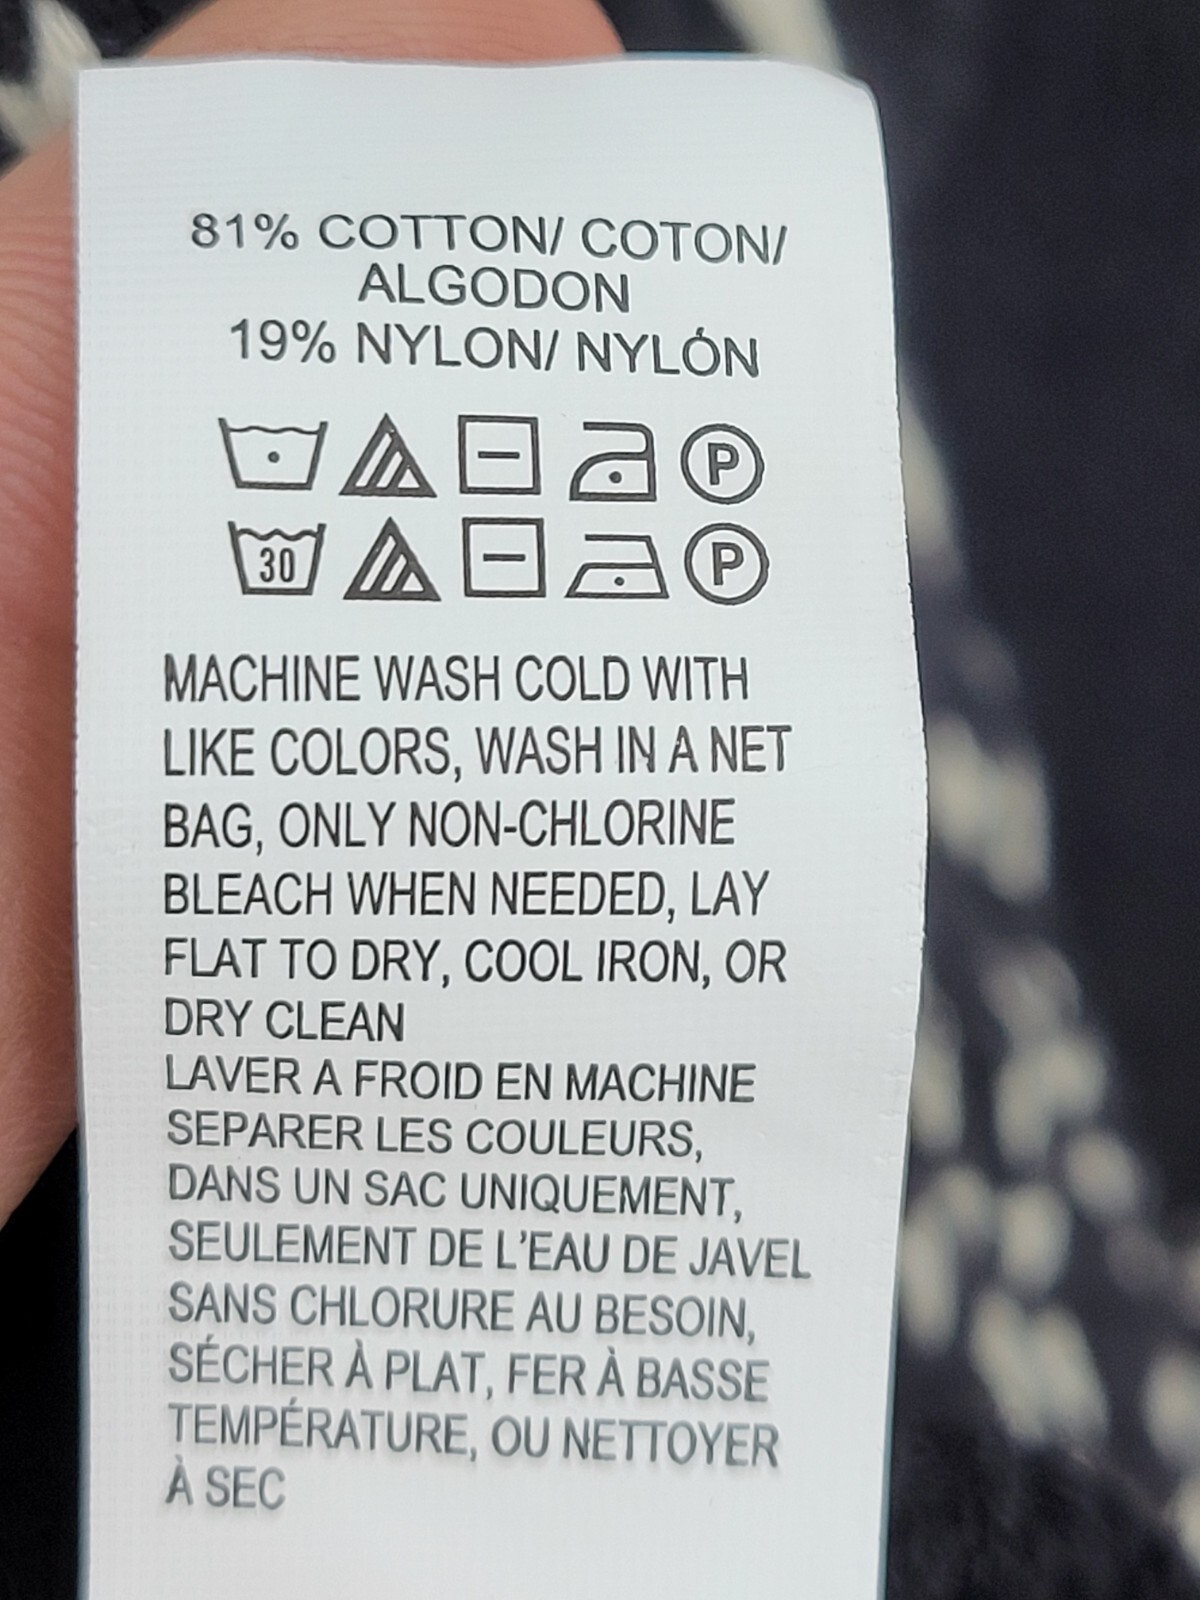 81% COTTON/ COTON/
ALGODON
19% NYLON/ NYLÓN
P
30 P
MACHINE WASH COLD WITH
LIKE COLORS, WASH IN A NET
BAG, ONLY NON-CHLORINE
BLEACH WHEN NEEDED, LAY
FLAT TO DRY, COOL IRON, OR
DRY CLEAN
LAVER A FROID EN MACHINE
SEPARER LES COULEURS,
DANS UN SAC UNIQUEMENT,
SEULEMENT DE L'EAU DE JAVEL
SANS CHLORURE AU BESOIN,
SÉCHER À PLAT, FER À BASSE
TEMPÉRATURE, OU NETTOYER
À SEC